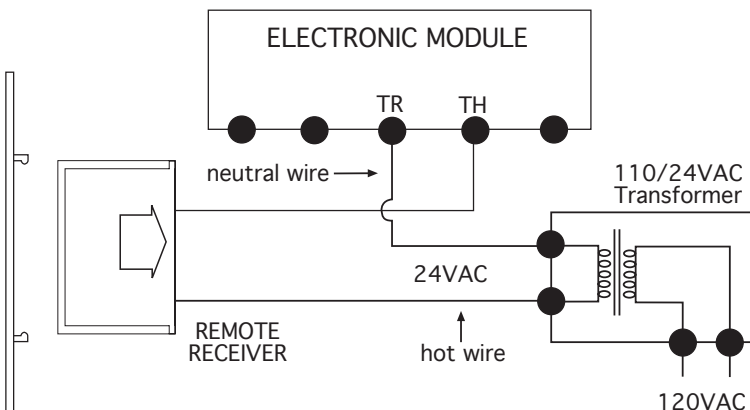 ELECTRONIC MODULE
TR
TH
neutral wire
110/24VAC
Transformer
24VAC
REMOTE
RECEIVER
hot wire
120VAC